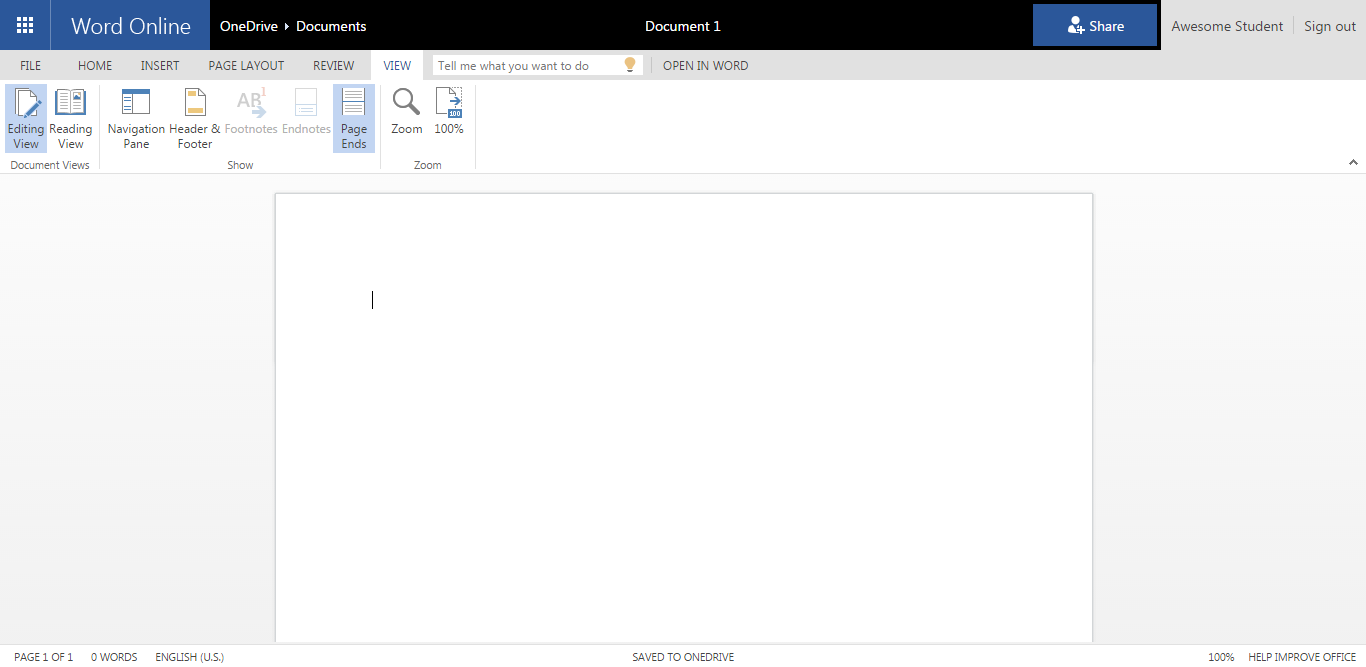 Word Online OneDrive Documents Document 1 Share Awesome Student Sign out
FILE HOME INSERT PAGE LAYOUT REVIEW VIEW Tell me what you want to do OPEN IN WORD
AB1
100
Editing Reading Navigation Header & Footnotes Endnotes Page Zoom 100%
View View Pane Footer Ends
Document Views Show Zoom
PAGE 1 OF 1 0 WORDS ENGLISH (U.S.) SAVED TO ONEDRIVE 100% HELP IMPROVE OFFICE